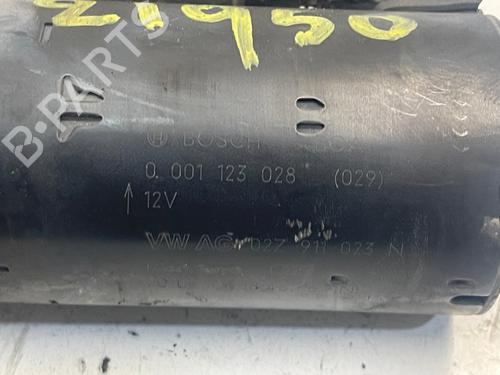 21950
BOSCH
0 001 123 028 (029)
12V
VW AG 02Z 911 023 N
B-PARTS